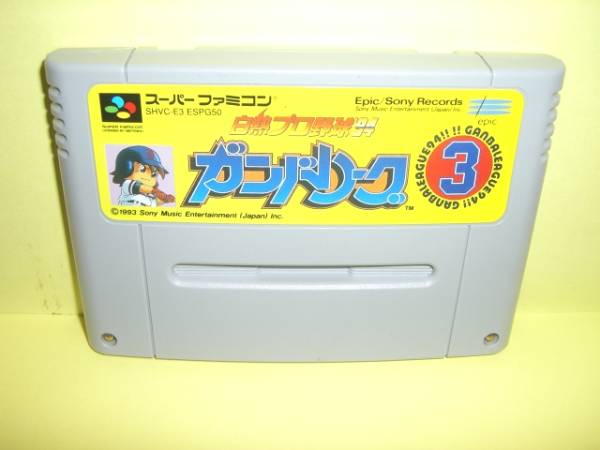 スーパーファミコン
SHVC-E3 ESPG50
Epic/Sony Records
Sony Music Entertainment (Japan) Inc.
epic
白熱プロ野球'94
ガンバリーグ
TM
3
GANBALEAGUE94!! GANBALEAGUE94!!
©1993 Sony Music Entertainment (Japan) Inc.